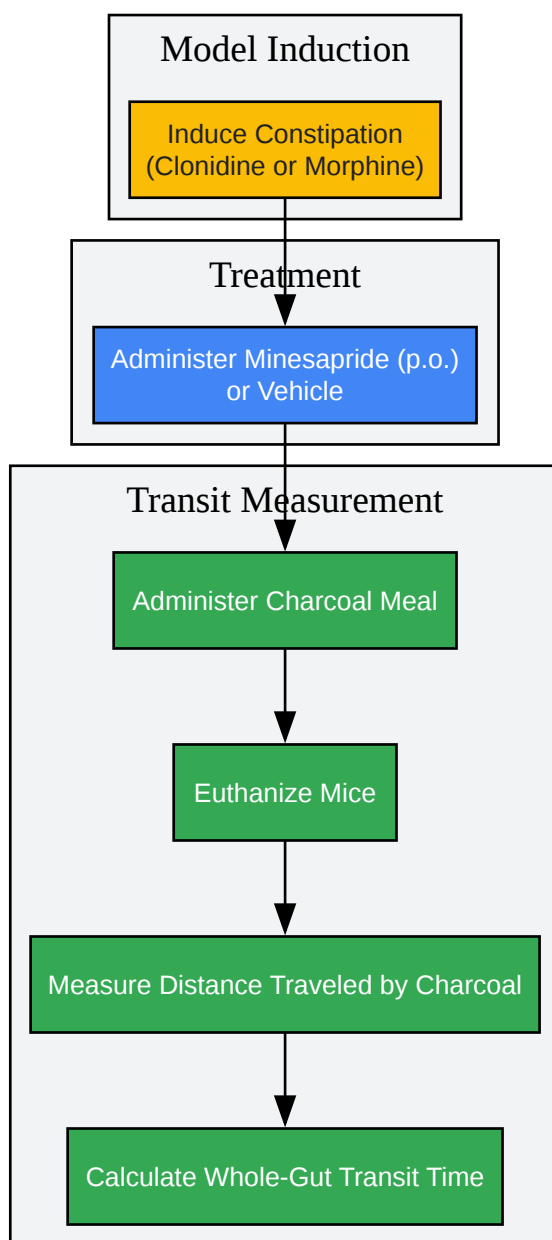 Model Induction
Induce Constipation
(Clonidine or Morphine)
Treatment
Administer Minesapride (p.o.)
or Vehicle
Transit Measurement
Administer Charcoal Meal
Euthanize Mice
Measure Distance Traveled by Charcoal
Calculate Whole-Gut Transit Time